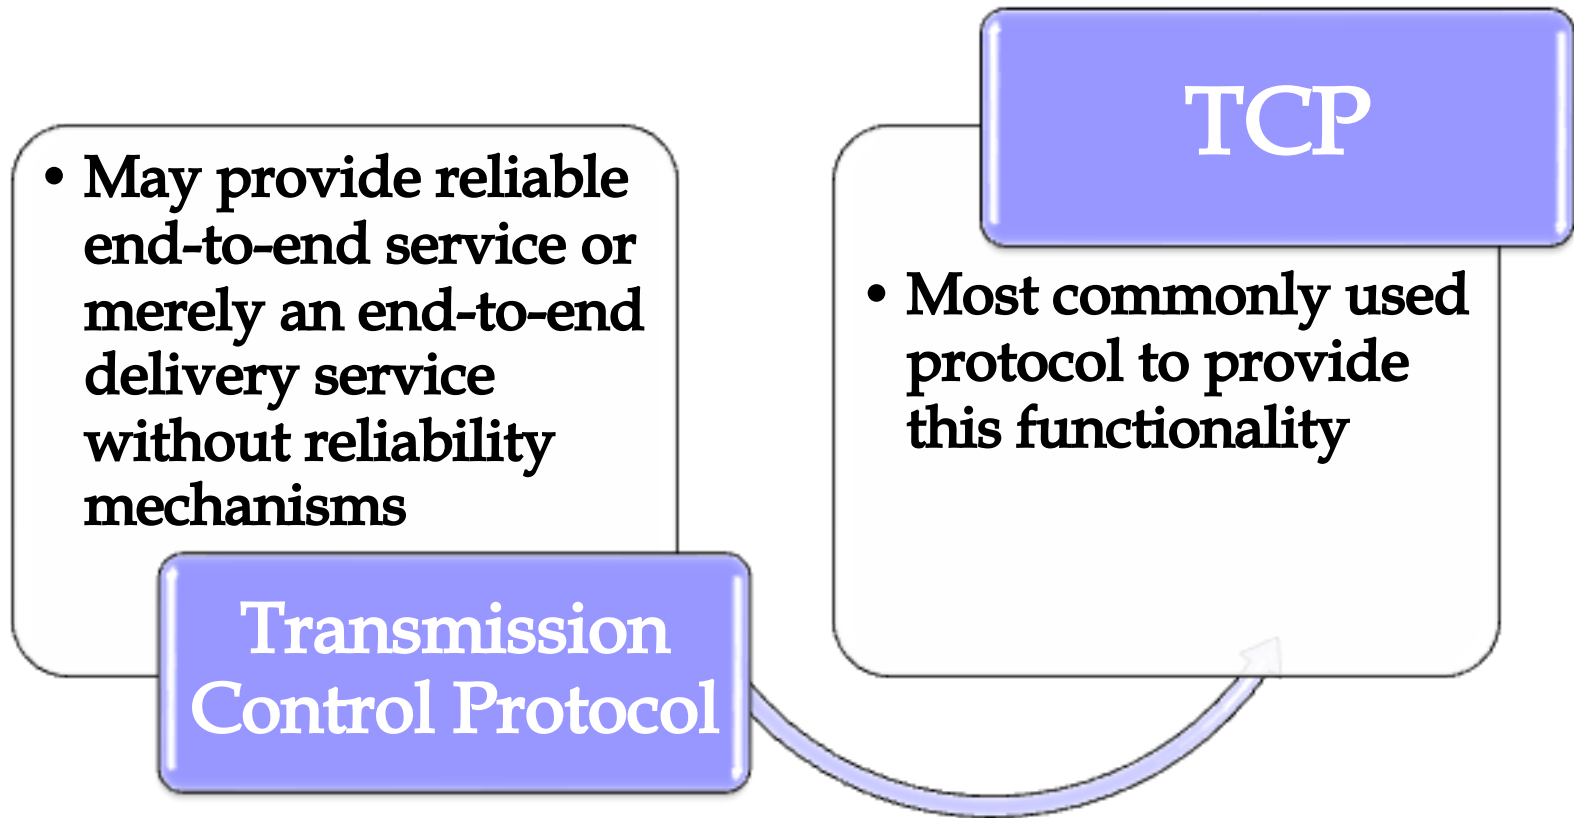 • May provide reliable
end-to-end service or
merely an end-to-end
delivery service
without reliability
mechanisms
Transmission
Control Protocol
TCP
• Most commonly used
protocol to provide
this functionality